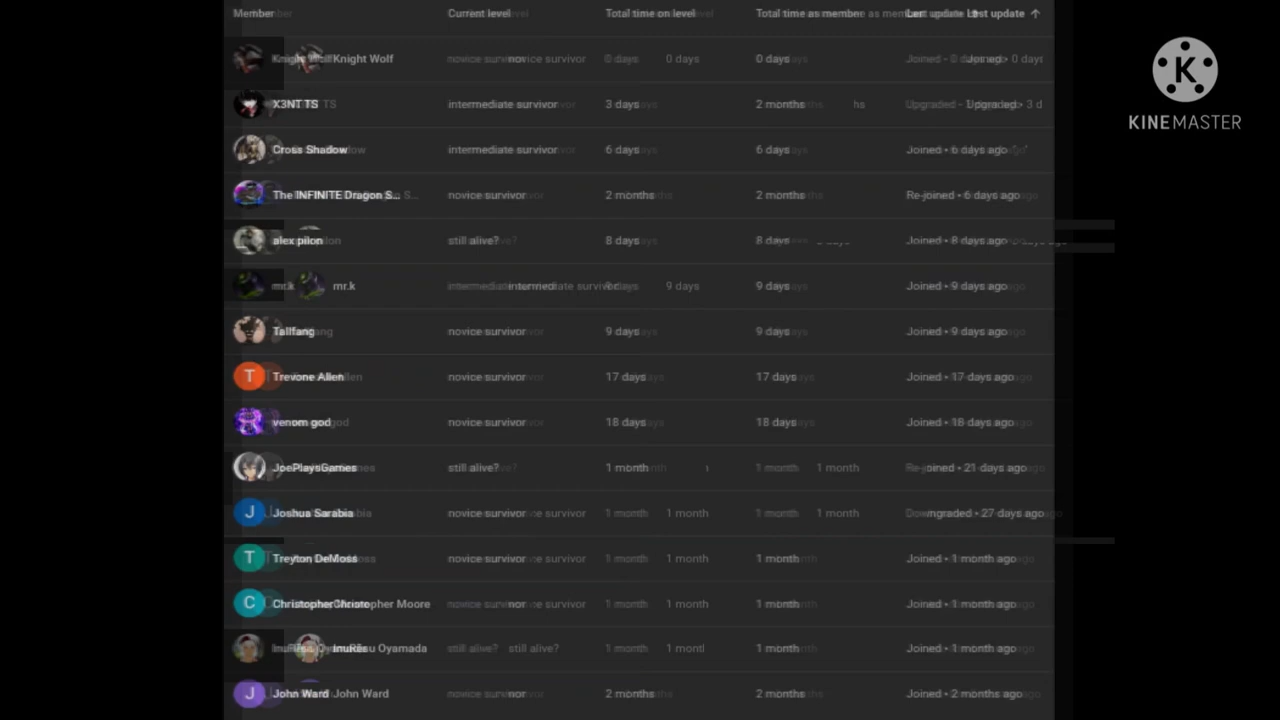 Member Current level Total time on level Total time as member Last update ↑
Knight Wolf novice survivor 0 days 0 days Joined • 0 days
X3NT TS intermediate survivor 3 days 2 months Upgraded • 3 d
Cross Shadow intermediate survivor 6 days 6 days Joined • 6 days ago
The INFINITE Dragon S... novice survivor 2 months 2 months Re-joined • 6 days ago
alex pilon still alive? 8 days 8 days Joined • 8 days ago
mr.k intermediate survivor 9 days 9 days Joined • 9 days ago
Tallfang novice survivor 9 days 9 days Joined • 9 days ago
T Trevone Allen novice survivor 17 days 17 days Joined • 17 days ago
venom god novice survivor 18 days 18 days Joined • 18 days ago
JoePlaysGames still alive? 1 month 1 month Re-joined • 21 days ago
J Joshua Sarabia novice survivor 1 month 1 month Downgraded • 27 days ago
T Treyton DeMoss novice survivor 1 month 1 month Joined • 1 month ago
C Christopher Moore novice survivor 1 month 1 month Joined • 1 month ago
Oyamada still alive? 1 month 1 month Joined • 1 month ago
J John Ward novice survivor 2 months 2 months Joined • 2 months ago
K
KINEMASTER